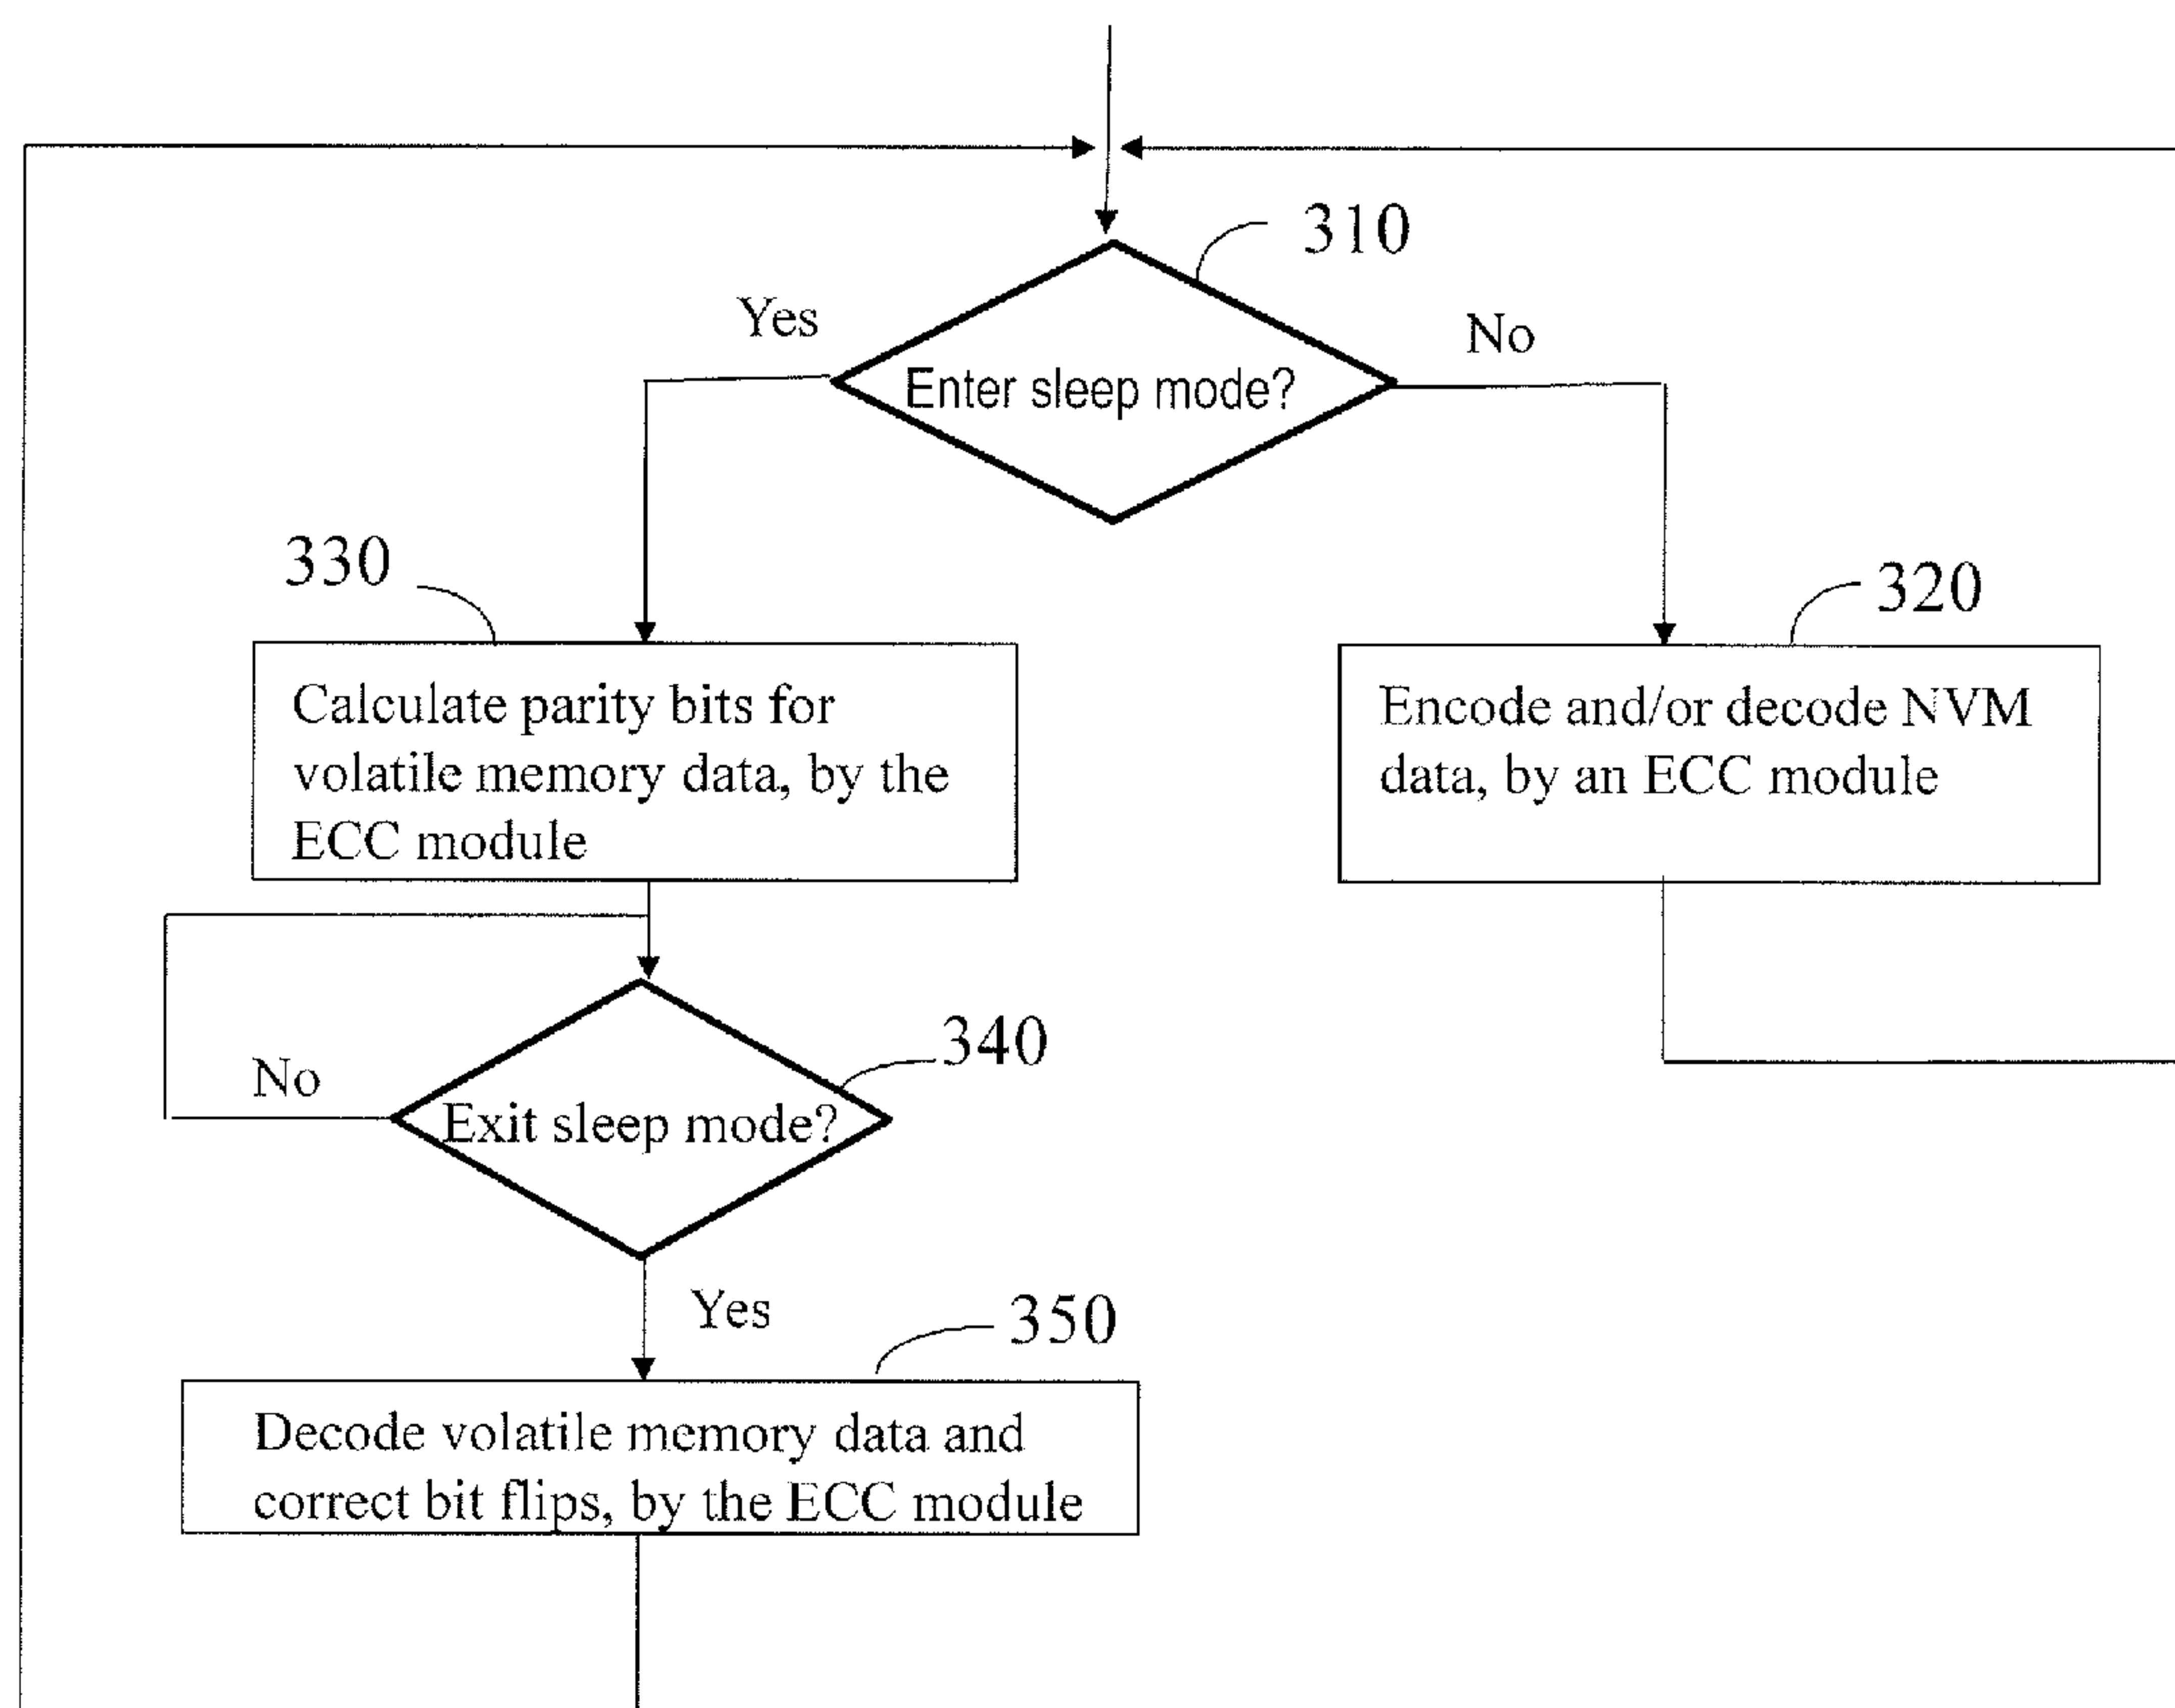 310
Yes
No
Enter sleep mode?
330
320
Calculate parity bits for
volatile memory data, by the
ECC module
Encode and/or decode NVM
data, by an ECC module
340
No
Exit sleep mode?
Yes
350
Decode volatile memory data and
correct bit flips, by the ECC module